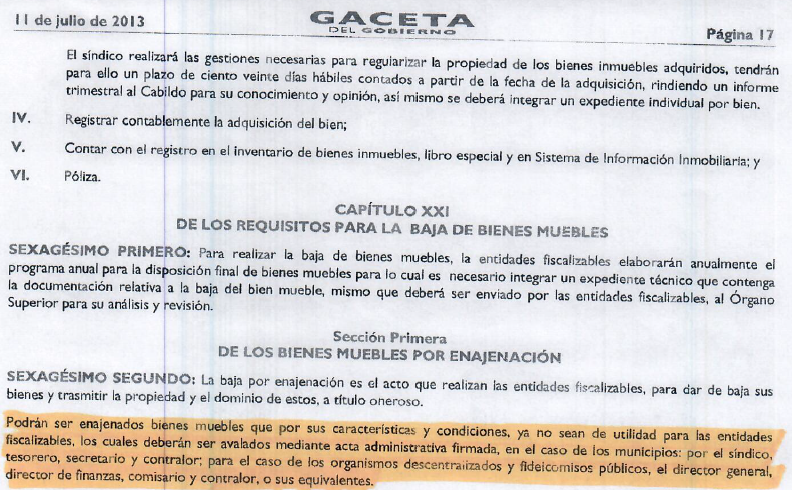 11 de julio de 2013
GACETA
DEL GOBIERNO
Página 17
El síndico realizará las gestiones necesarias para regularizar la propiedad de los bienes inmuebles adquiridos, tendrán
para ello un plazo de ciento veinte días hábiles contados a partir de la fecha de la adquisición, rindiendo un informe
trimestral al Cabildo para su conocimiento y opinión, así mismo se deberá integrar un expediente individual por bien.
IV. Registrar contablemente la adquisición del bien;
V. Contar con el registro en el inventario de bienes inmuebles, libro especial y en Sistema de Información Inmobiliaria; y
VI. Póliza.
CAPÍTULO XXI
DE LOS REQUISITOS PARA LA BAJA DE BIENES MUEBLES
SEXAGÉSIMO PRIMERO: Para realizar la baja de bienes muebles, la entidades fiscalizables elaborarán anualmente el
programa anual para la disposición final de bienes muebles para lo cual es necesario integrar un expediente técnico que contenga
la documentación relativa a la baja del bien mueble, mismo que deberá ser enviado por las entidades fiscalizables, al Órgano
Superior para su análisis y revisión.
Sección Primera
DE LOS BIENES MUEBLES POR ENAJENACIÓN
SEXAGÉSIMO SEGUNDO: La baja por enajenación es el acto que realizan las entidades fiscalizables, para dar de baja sus
bienes y trasmitir la propiedad y el dominio de estos, a título oneroso.
Podrán ser enajenados bienes muebles que por sus características y condiciones, ya no sean de utilidad para las entidades
fiscalizables, los cuales deberán ser avalados mediante acta administrativa firmada, en el caso de los municipios: por el síndico,
tesorero, secretario y contralor; para el caso de los organismos descentralizados y fideicomisos públicos, el director general,
director de finanzas, comisario y contralor, o sus equivalentes.